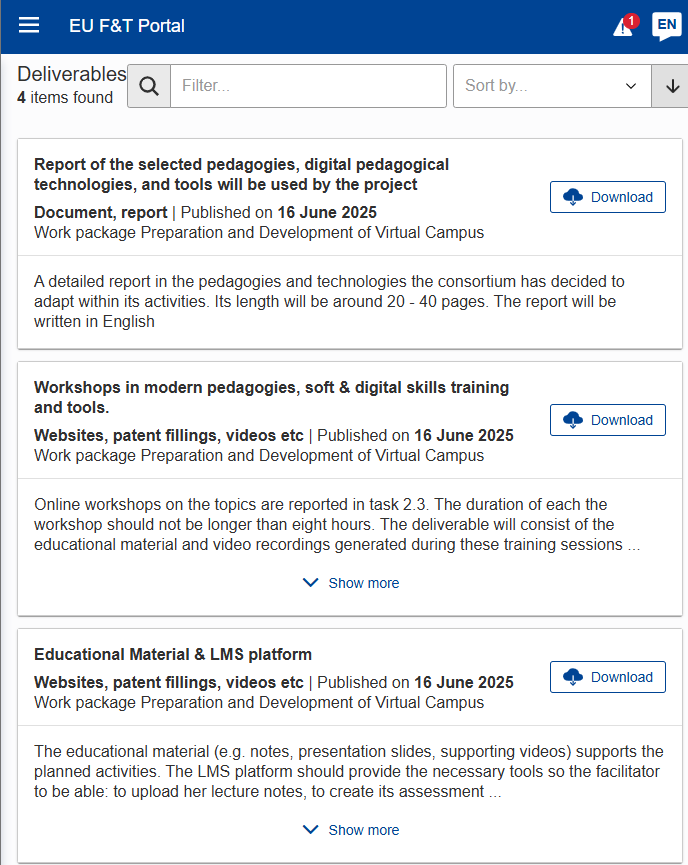 EU F&T Portal
1
EN
Deliverables
4 items found
Filter...
Sort by...
Report of the selected pedagogies, digital pedagogical
technologies, and tools will be used by the project
Document, report | Published on 16 June 2025
Work package Preparation and Development of Virtual Campus
Download
A detailed report in the pedagogies and technologies the consortium has decided to
adapt within its activities. Its length will be around 20 - 40 pages. The report will be
written in English
Workshops in modern pedagogies, soft & digital skills training
and tools.
Websites, patent fillings, videos etc | Published on 16 June 2025
Work package Preparation and Development of Virtual Campus
Download
Online workshops on the topics are reported in task 2.3. The duration of each the
workshop should not be longer than eight hours. The deliverable will consist of the
educational material and video recordings generated during these training sessions ...
Show more
Educational Material & LMS platform
Websites, patent fillings, videos etc | Published on 16 June 2025
Work package Preparation and Development of Virtual Campus
Download
The educational material (e.g. notes, presentation slides, supporting videos) supports the
planned activities. The LMS platform should provide the necessary tools so the facilitator
to be able: to upload her lecture notes, to create its assessment ...
Show more